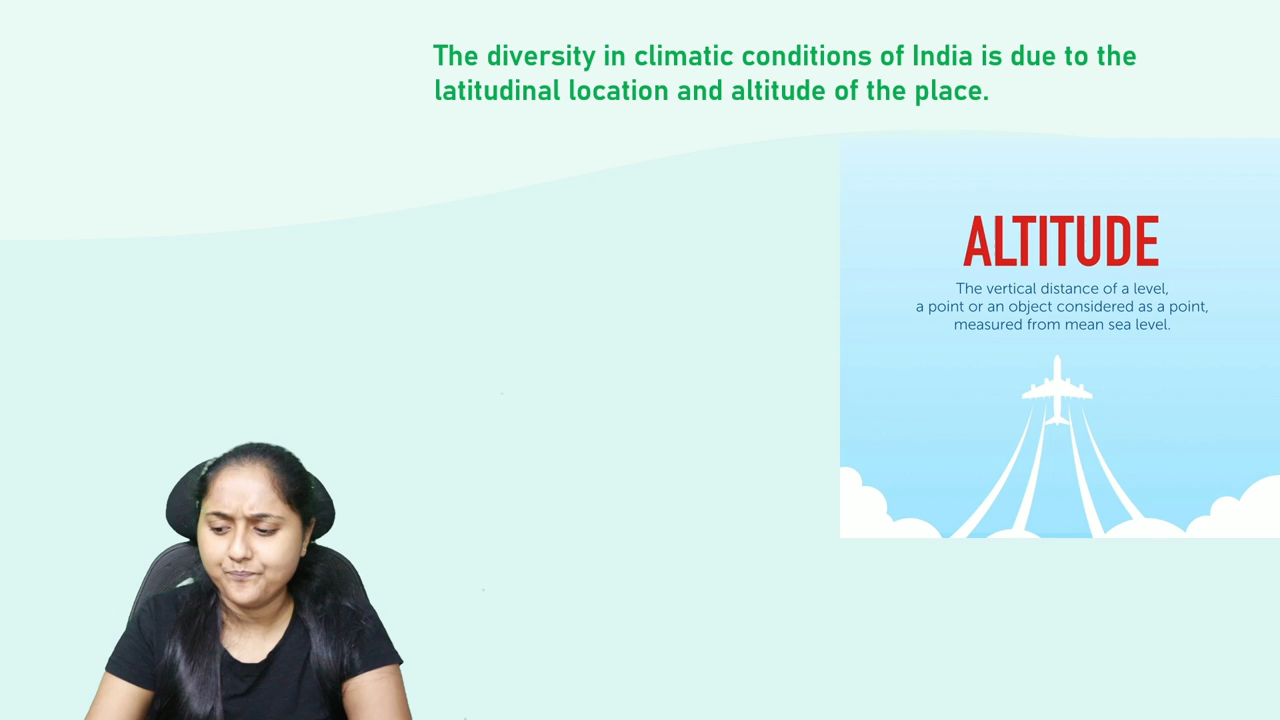 The diversity in climatic conditions of India is due to the
latitudinal location and altitude of the place.
ALTITUDE
The vertical distance of a level,
a point or an object considered as a point,
measured from mean sea level.